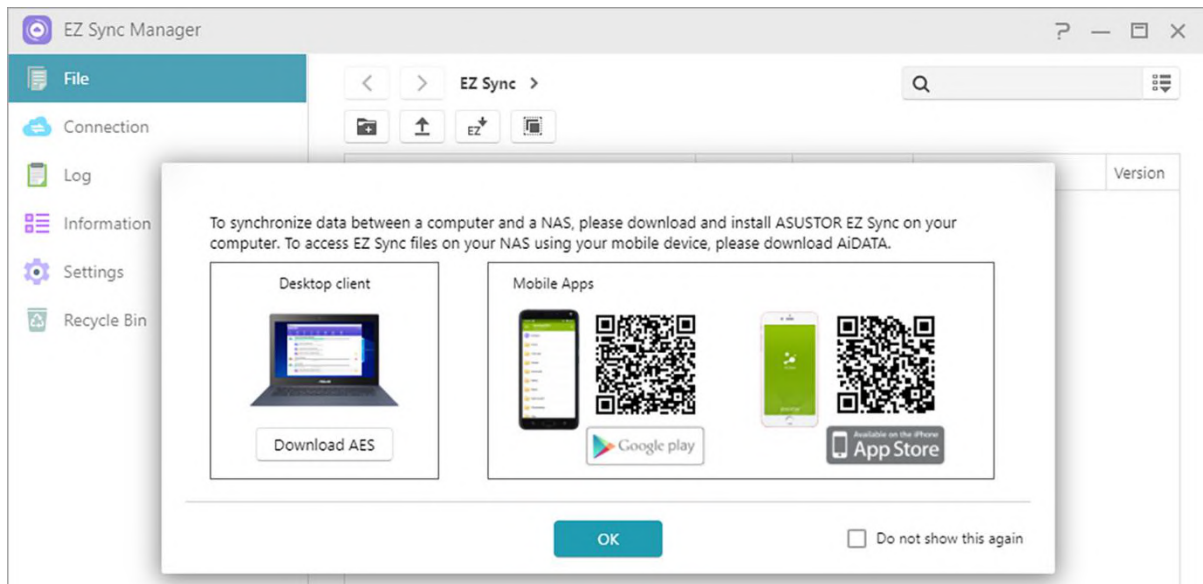 EZ Sync Manager
File
Connection
Log
Information
Settings
Recycle Bin
EZ Sync >
EZ
Version
To synchronize data between a computer and a NAS, please download and install ASUSTOR EZ Sync on your
computer. To access EZ Sync files on your NAS using your mobile device, please download AiDATA.
Desktop client
Mobile Apps
Download AES
Google play
Available on the iPhone
App Store
OK
Do not show this again